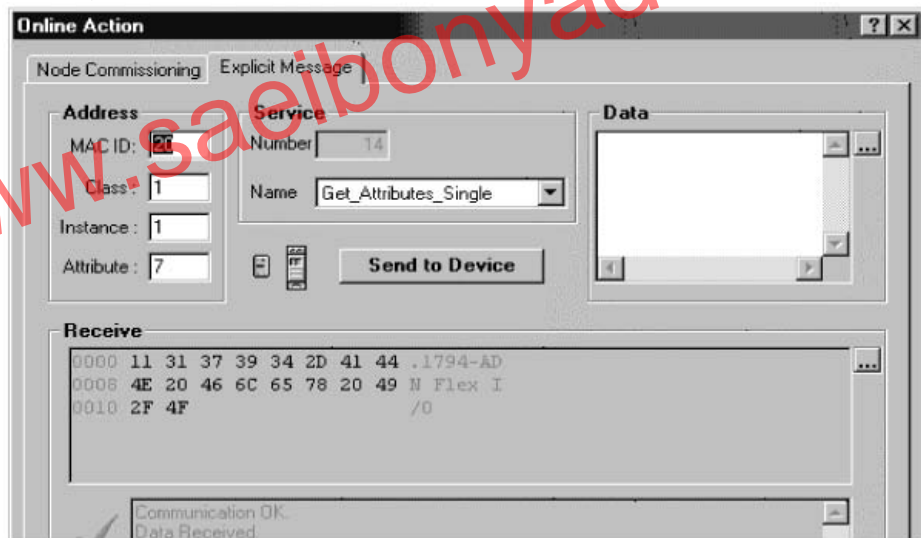 Online Action
Node Commissioning
Explicit Message
Address
MAC ID: 20
Class: 1
Instance: 1
Attribute: 7
Service
Number 14
Name Get_Attributes_Single
Send to Device
Data
...
Receive
0000 11 31 37 39 34 2D 41 44 .1794-AD
0008 4E 20 46 6C 65 78 20 49 N Flex I
0010 2F 4F /O
...
Communication OK.
Data Received.
www.saeibonyad